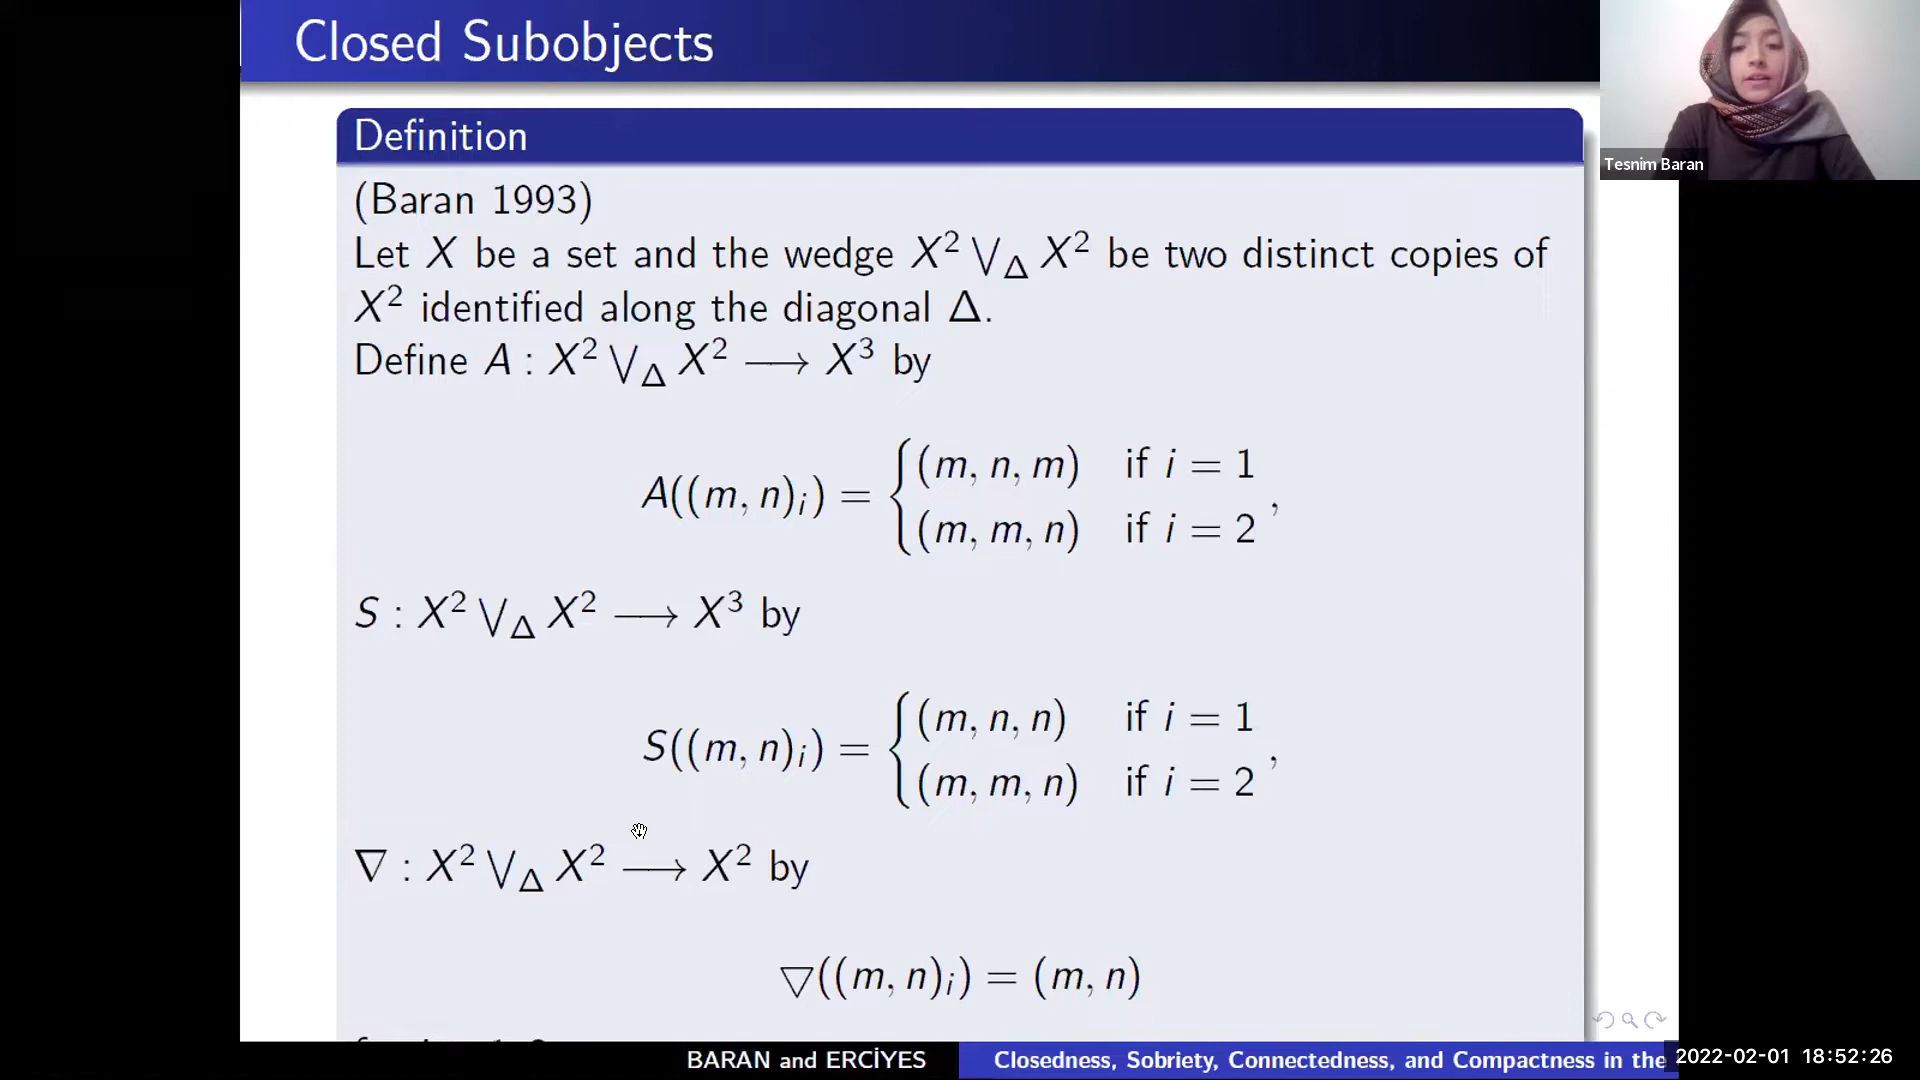 Closed Subobjects
Definition
(Baran 1993)
Let X be a set and the wedge X² ⋁_Δ X² be two distinct copies of
X² identified along the diagonal Δ.
Define A : X² ⋁_Δ X² ⟶ X³ by
A((m, n)ᵢ) = { (m, n, m) if i = 1
(m, m, n) if i = 2 ,
S : X² ⋁_Δ X² ⟶ X³ by
S((m, n)ᵢ) = { (m, n, n) if i = 1
(m, m, n) if i = 2 ,
∇ : X² ⋁_Δ X² ⟶ X² by
▽((m, n)ᵢ) = (m, n)
BARAN and ERCİYES
Closedness, Sobriety, Connectedness, and Compactness in the
2022-02-01 18:52:26
Tesnim Baran